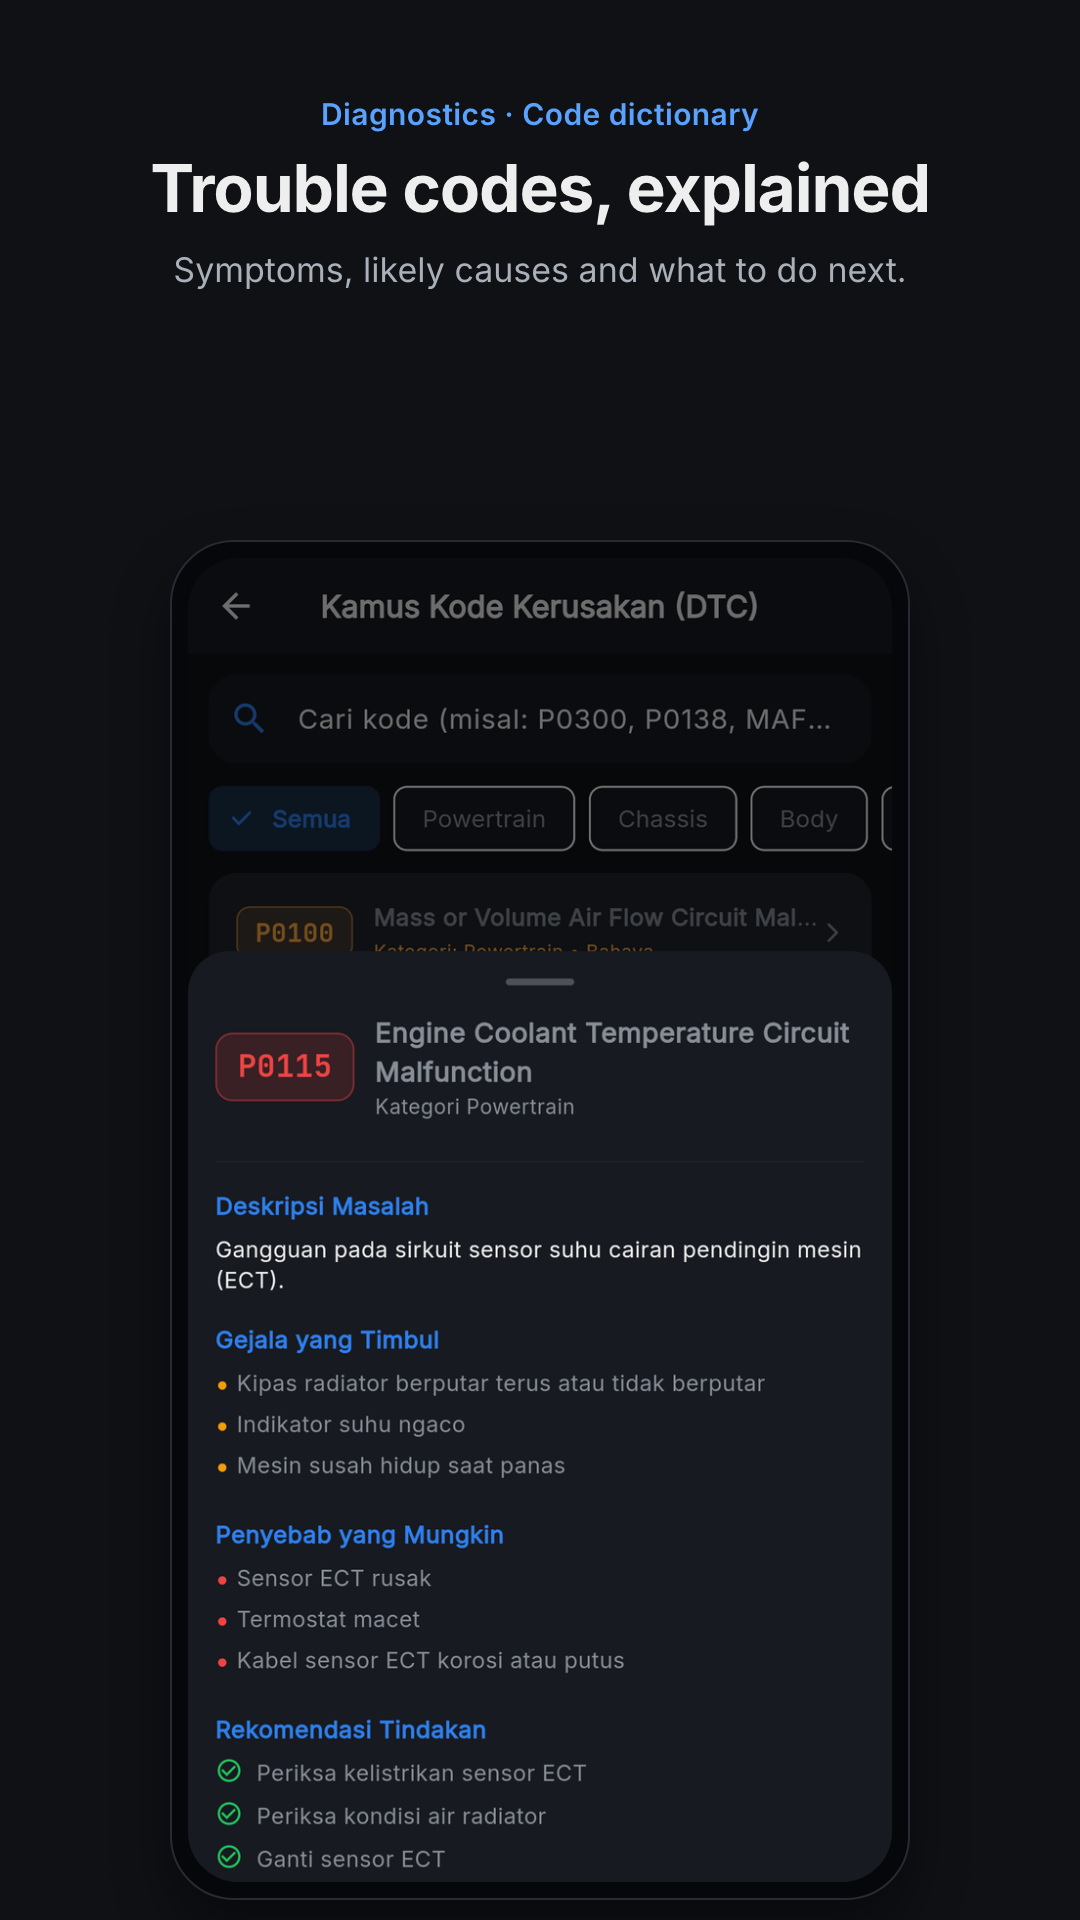 Diagnostics · Code dictionary
Trouble codes, explained
Symptoms, likely causes and what to do next.
Kamus Kode Kerusakan (DTC)
Cari kode (misal: P0300, P0138, MAF...
Semua
Powertrain
Chassis
Body
P0100
Mass or Volume Air Flow Circuit Mal...
Kategori: Powertrain • Bahaya
P0115
Engine Coolant Temperature Circuit
Malfunction
Kategori Powertrain
Deskripsi Masalah
Gangguan pada sirkuit sensor suhu cairan pendingin mesin
(ECT).
Gejala yang Timbul
• Kipas radiator berputar terus atau tidak berputar
• Indikator suhu ngaco
• Mesin susah hidup saat panas
Penyebab yang Mungkin
• Sensor ECT rusak
• Termostat macet
• Kabel sensor ECT korosi atau putus
Rekomendasi Tindakan
Periksa kelistrikan sensor ECT
Periksa kondisi air radiator
Ganti sensor ECT